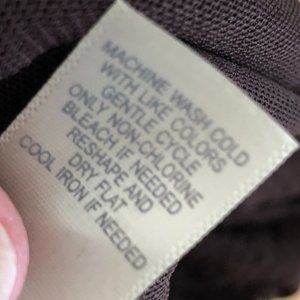 MACHINE WASH COLD
WITH LIKE COLORS
GENTLE CYCLE
ONLY NON-CHLORINE
BLEACH IF NEEDED
RESHAPE AND
DRY FLAT
COOL IRON IF NEEDED